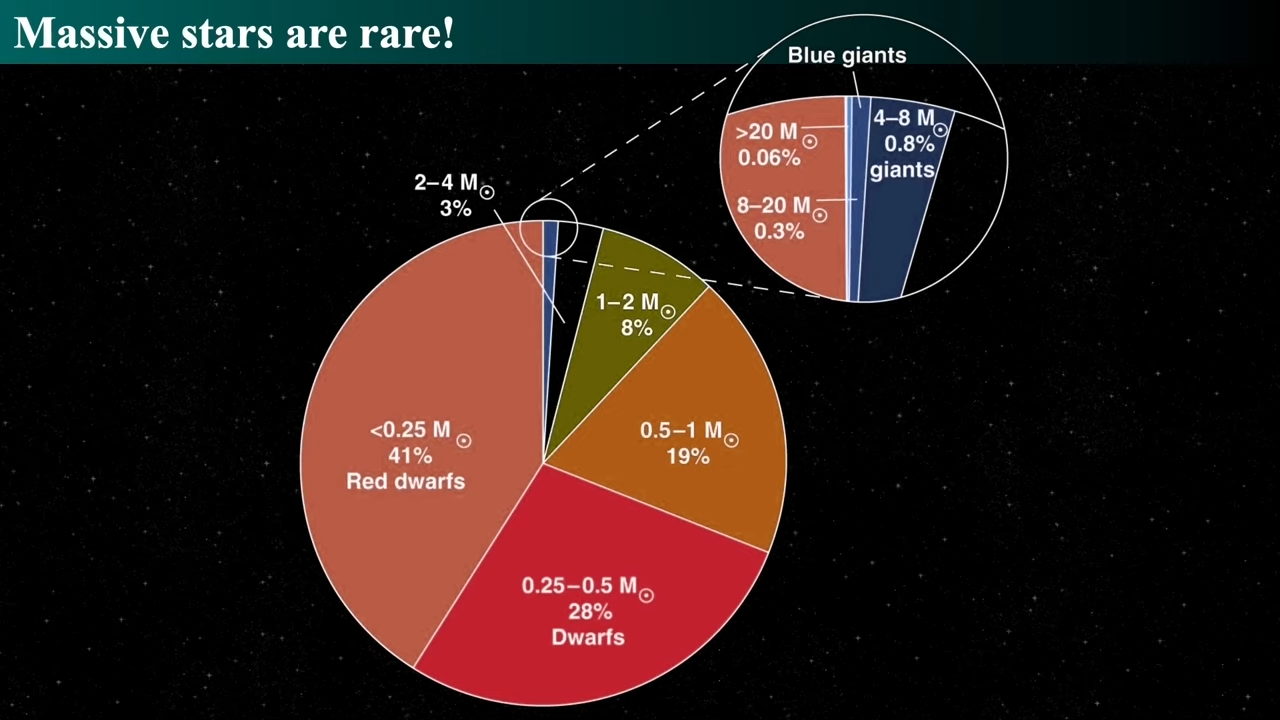 Massive stars are rare!
Blue giants
>20 M☉
0.06%
4–8 M☉
0.8%
giants
8–20 M☉
0.3%
2–4 M☉
3%
1–2 M☉
8%
0.5–1 M☉
19%
<0.25 M☉
41%
Red dwarfs
0.25–0.5 M☉
28%
Dwarfs